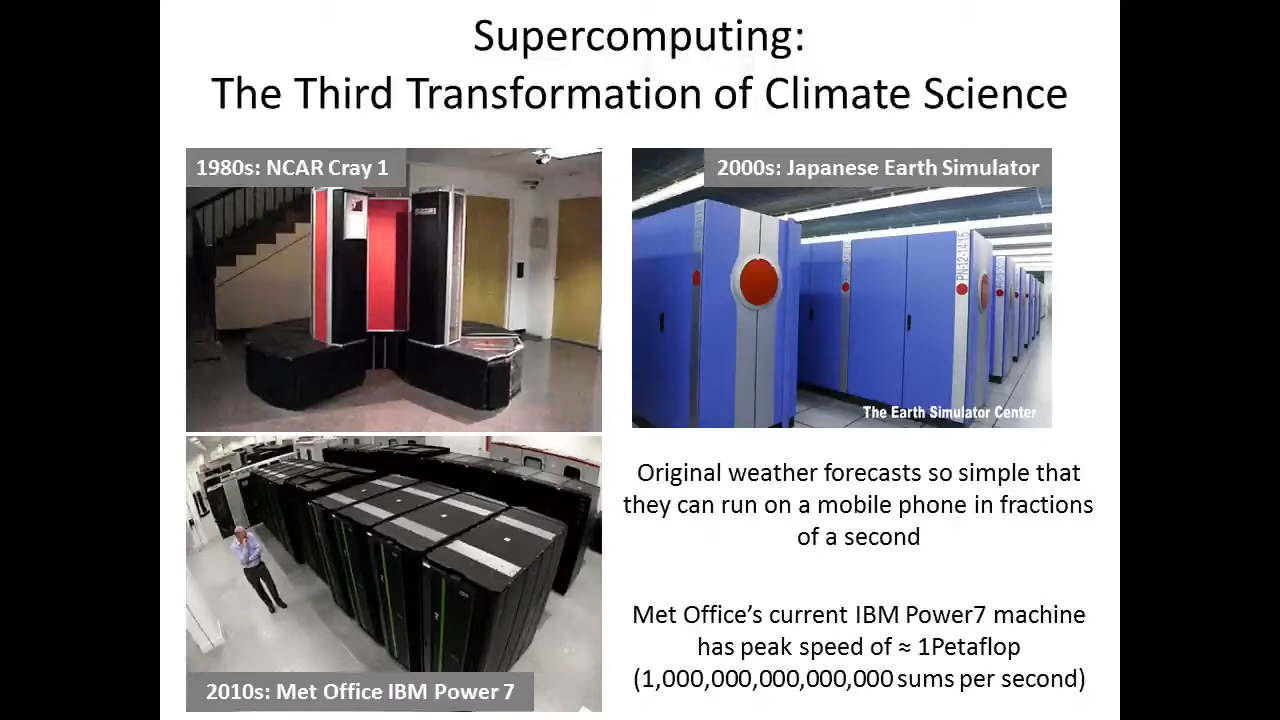 Supercomputing:
The Third Transformation of Climate Science
1980s: NCAR Cray 1
2000s: Japanese Earth Simulator
The Earth Simulator Center
2010s: Met Office IBM Power 7
Original weather forecasts so simple that
they can run on a mobile phone in fractions
of a second
Met Office’s current IBM Power7 machine
has peak speed of ≈ 1Petaflop
(1,000,000,000,000,000 sums per second)